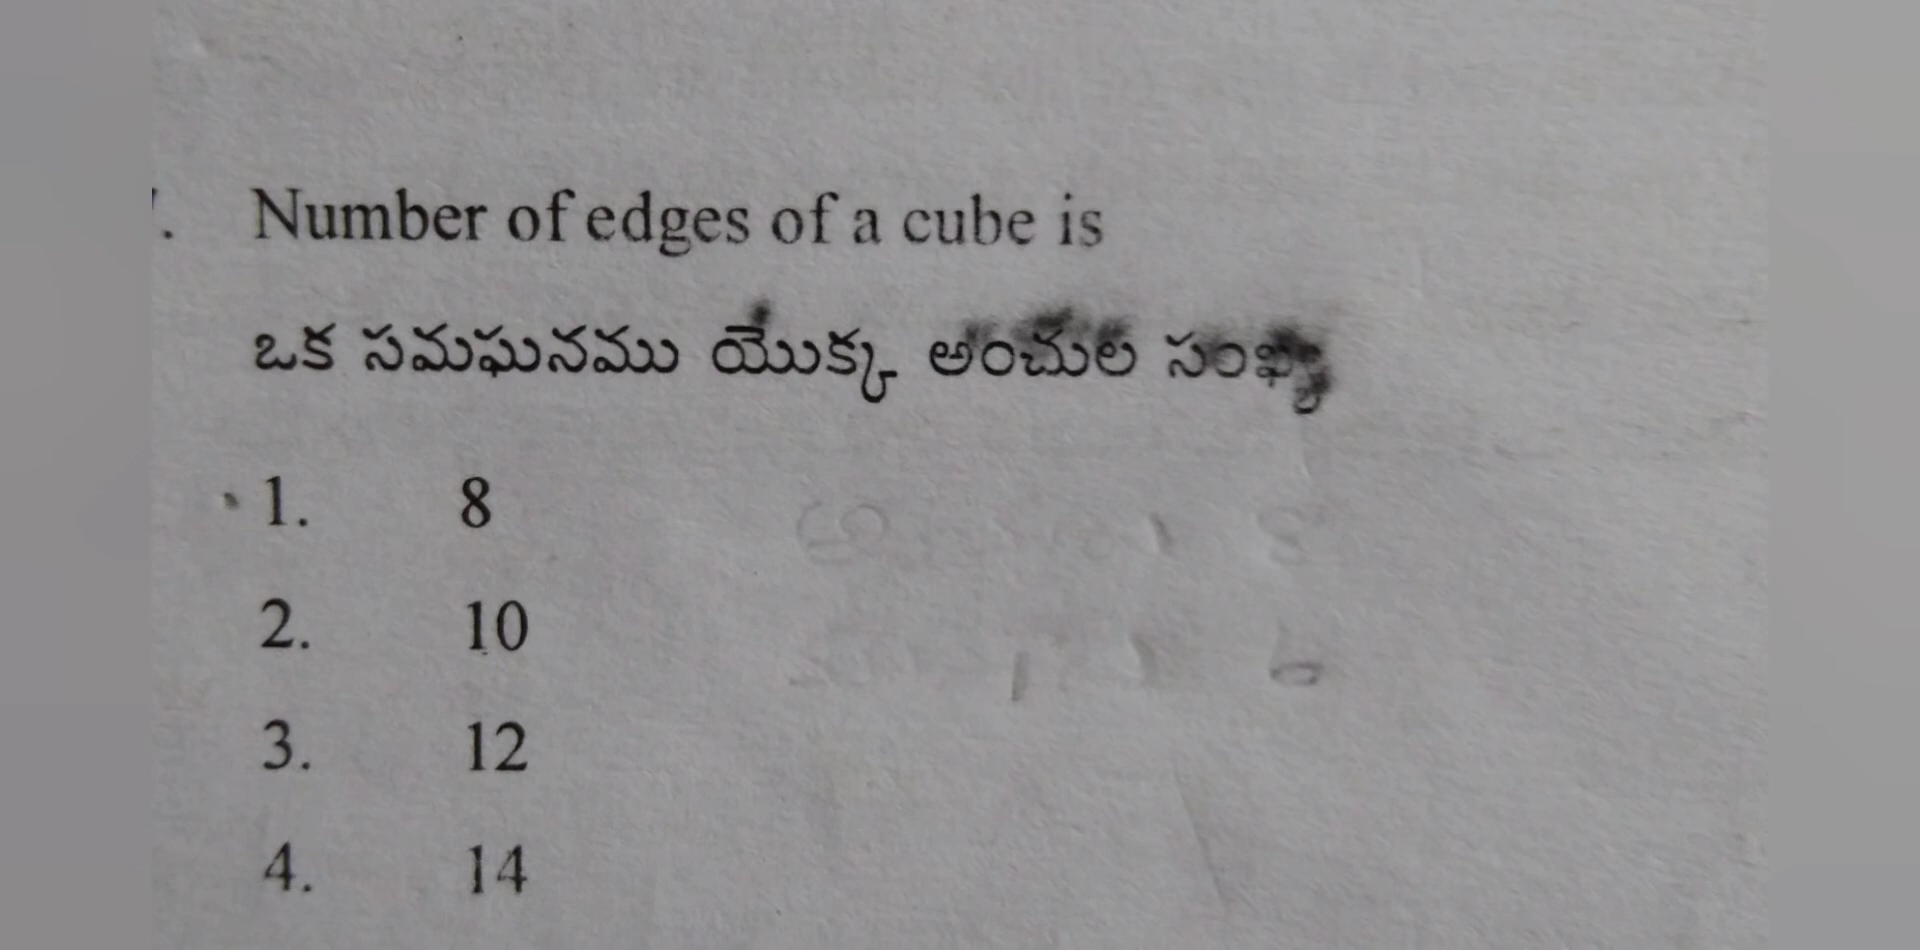 . Number of edges of a cube is
ఒక సమఘనము యొక్క అంచుల సంఖ్య
1. 8
2. 10
3. 12
4. 14